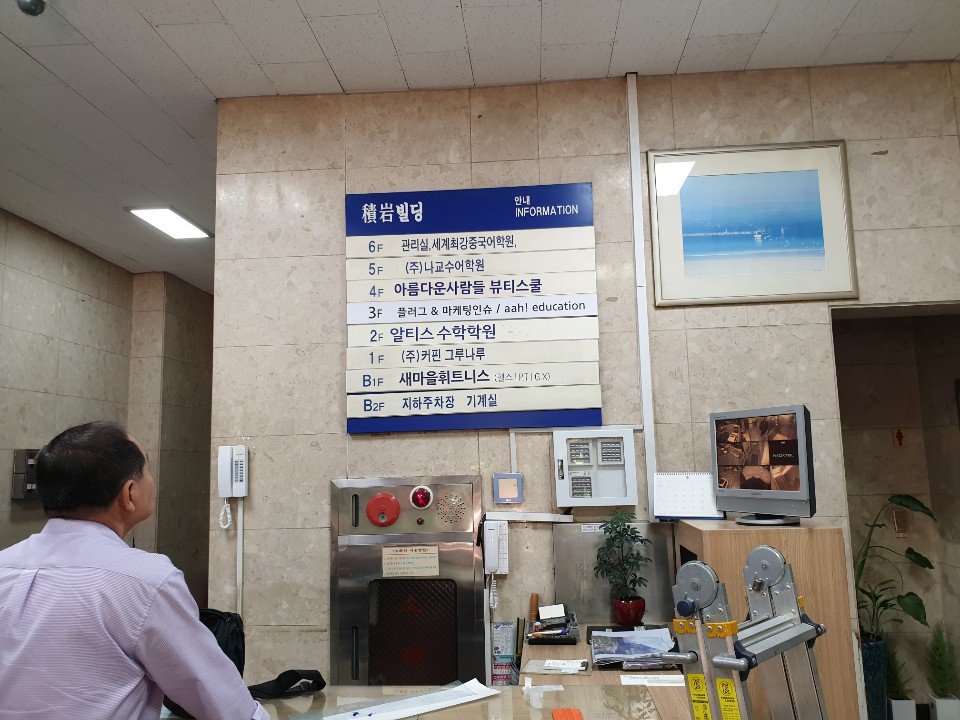 積岩빌딩
안내
INFORMATION
6F 관리실,세계최강중국어학원,
5F (주)나교수어학원
4F 아름다운사람들 뷰티스쿨
3F 플러그 & 마케팅인슈 / aah! education
2F 알티스 수학학원
1F (주)커핀 그루나루
B1F 새마을휘트니스 (헬스 | PT | G.X)
B2F 지하주차장 기계실